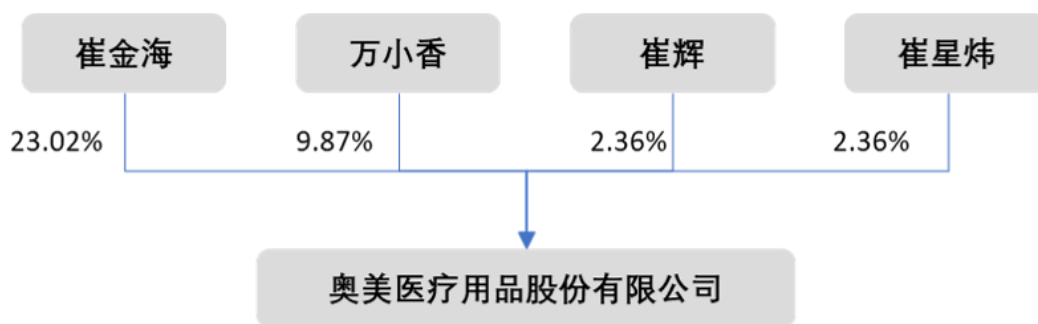 崔金海 万小香 崔辉 崔星炜
23.02% 9.87% 2.36% 2.36%
奥美医疗用品股份有限公司